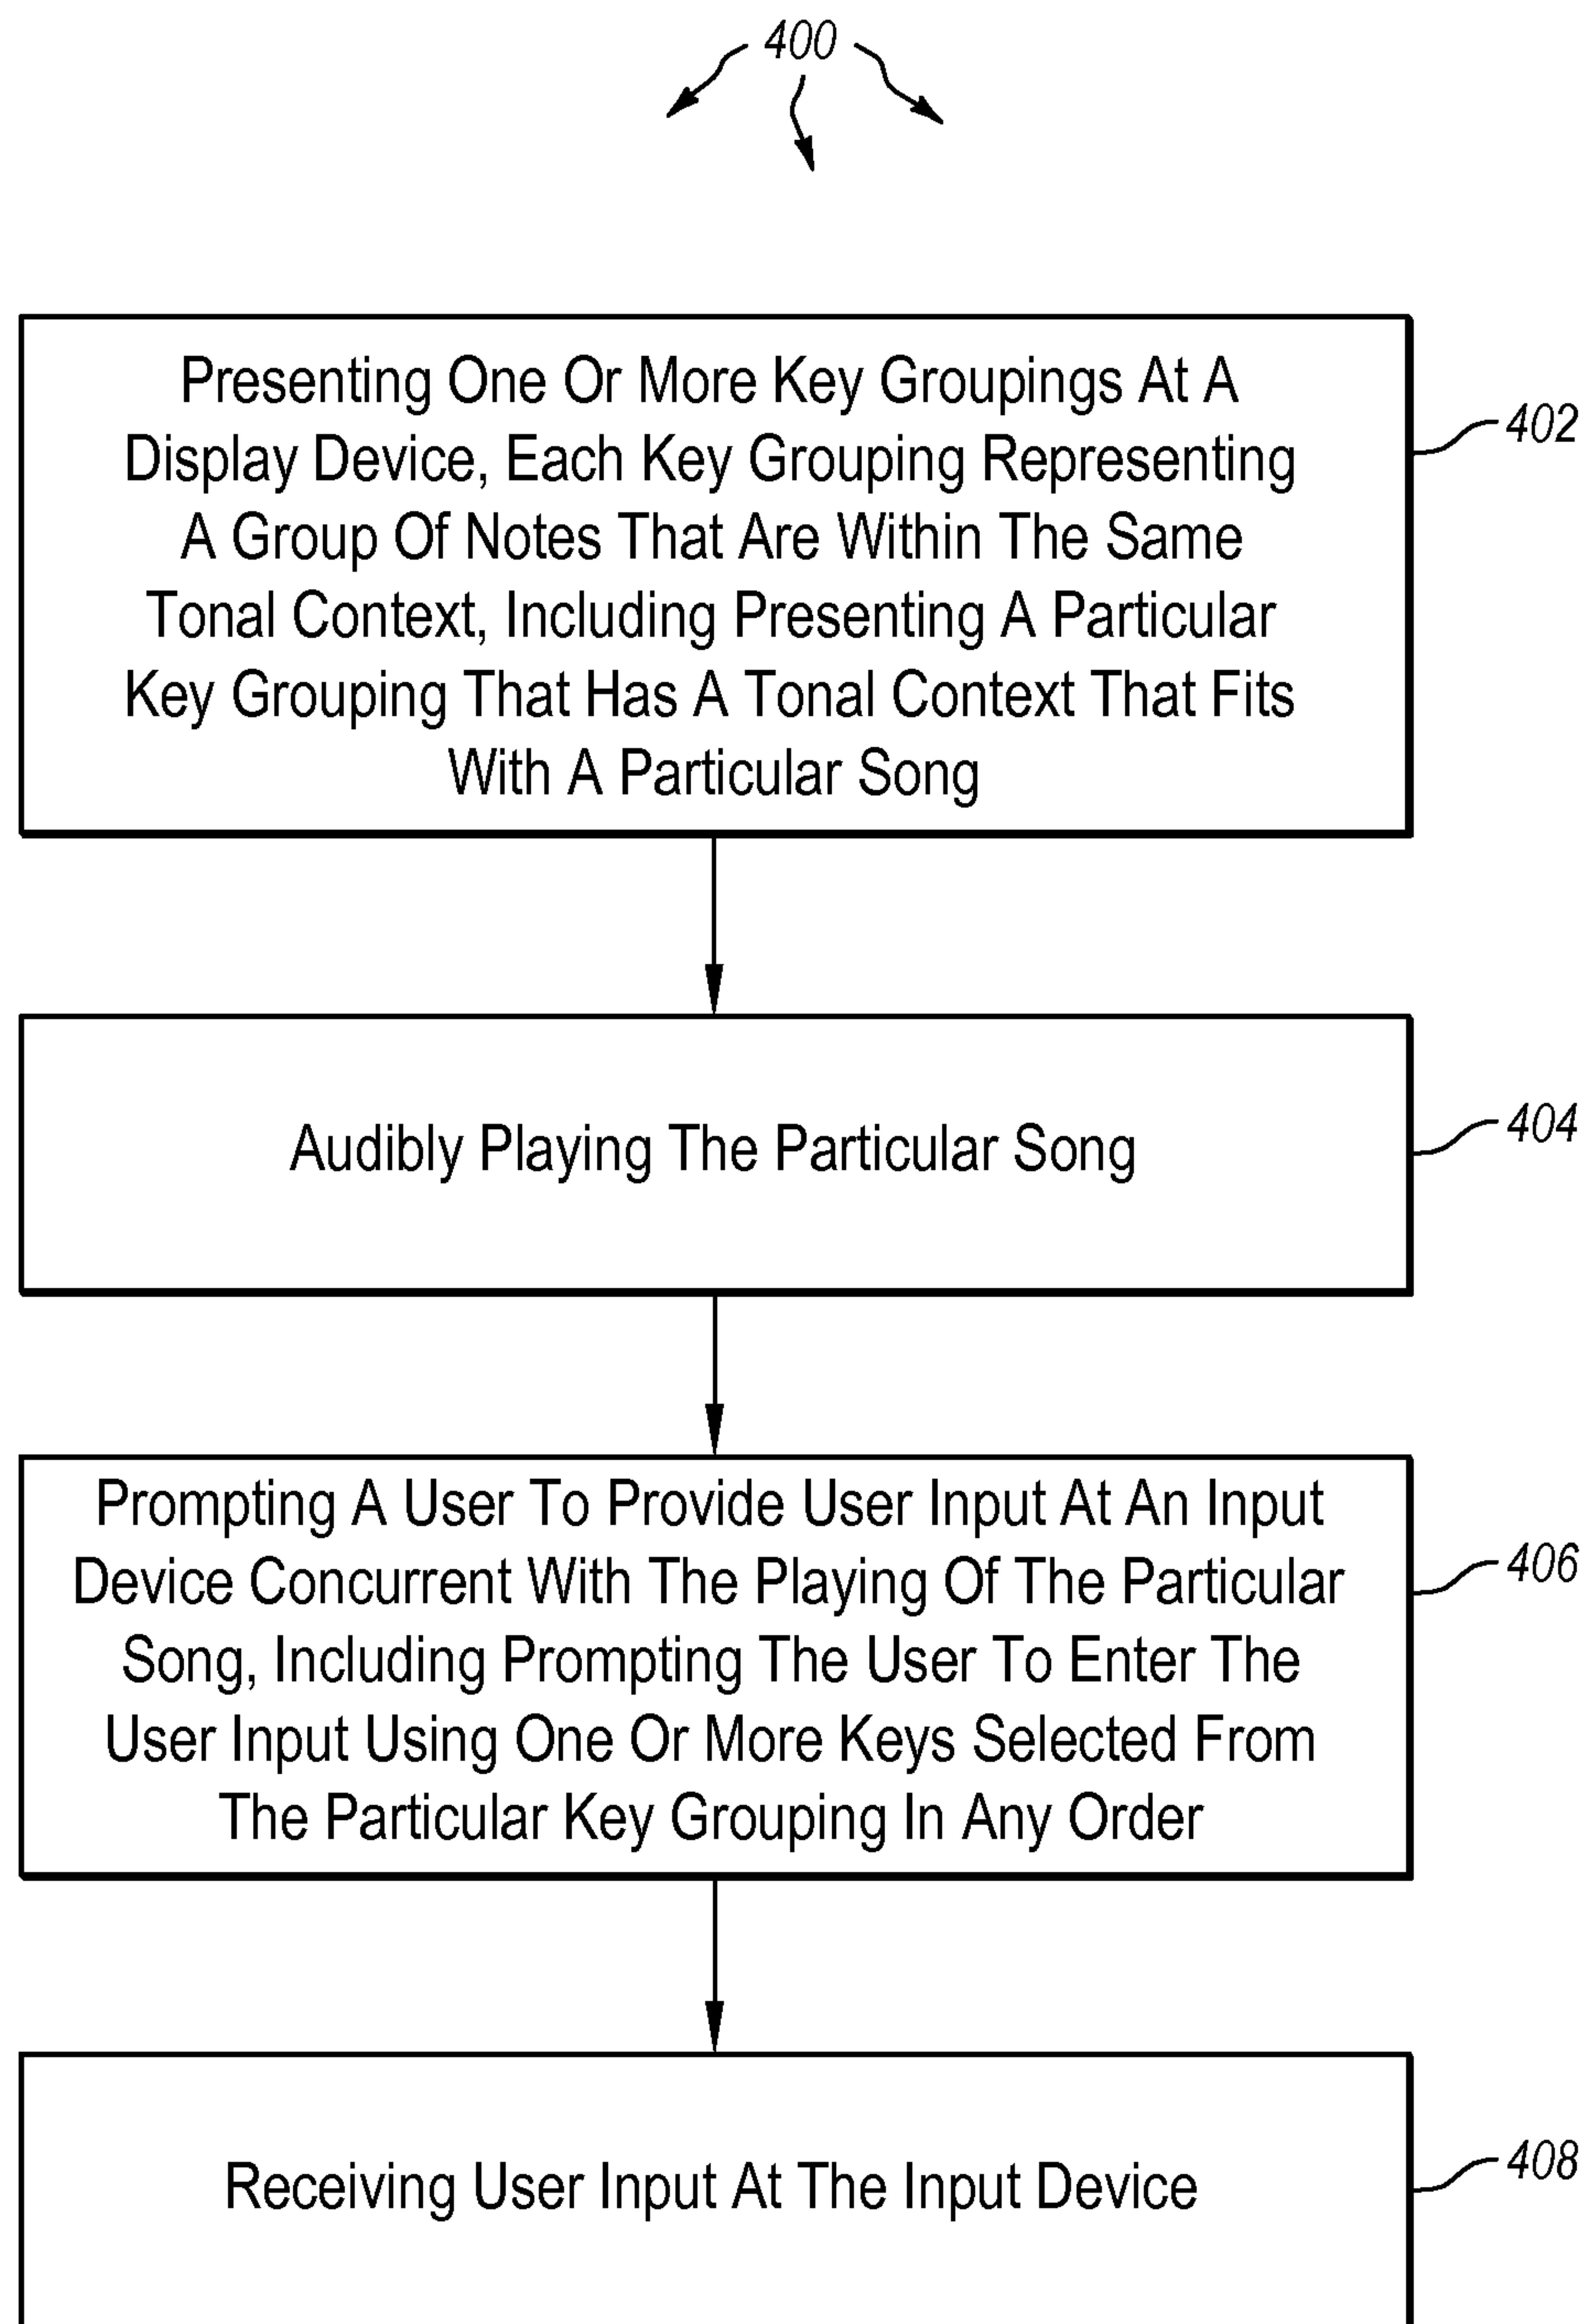 400
Presenting One Or More Key Groupings At A
Display Device, Each Key Grouping Representing
A Group Of Notes That Are Within The Same
Tonal Context, Including Presenting A Particular
Key Grouping That Has A Tonal Context That Fits
With A Particular Song
402
Audibly Playing The Particular Song
404
Prompting A User To Provide User Input At An Input
Device Concurrent With The Playing Of The Particular
Song, Including Prompting The User To Enter The
User Input Using One Or More Keys Selected From
The Particular Key Grouping In Any Order
406
Receiving User Input At The Input Device
408